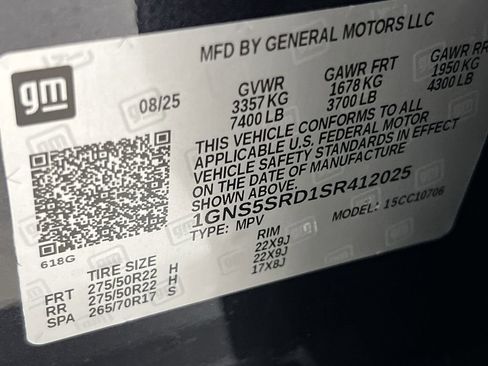 MFD BY GENERAL MOTORS LLC
gm
08/25
GVWR
3357 KG
7400 LB
GAWR FRT
1678 KG
3700 LB
GAWR RR
1950 KG
4300 LB
THIS VEHICLE CONFORMS TO ALL
APPLICABLE U.S. FEDERAL MOTOR
VEHICLE SAFETY STANDARDS IN EFFECT
ON THE DATE OF MANUFACTURE
SHOWN ABOVE.
1GNS5SRD1SR412025
TYPE: MPV
MODEL: 15CC10706
618G
TIRE SIZE RIM
FRT 275/50R22 H 22X9J
RR 275/50R22 H 22X9J
SPA 265/70R17 S 17X8J